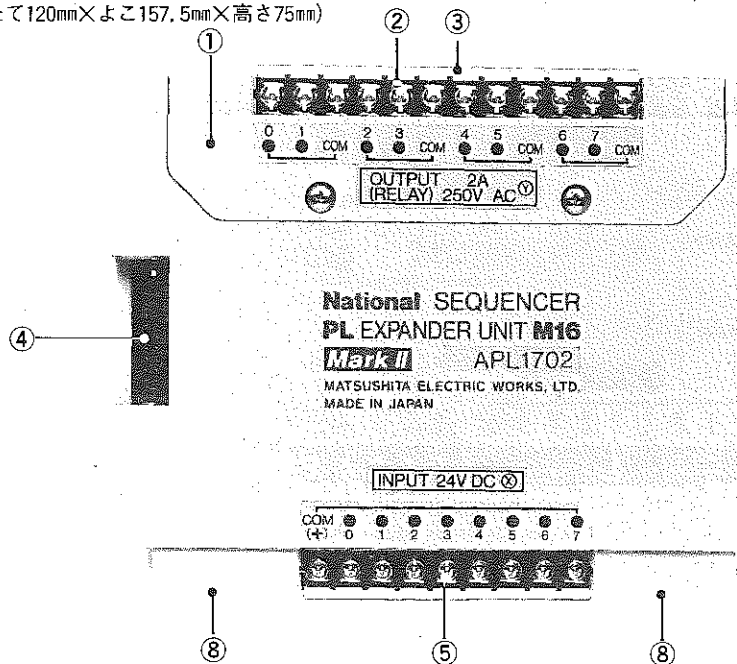 て120mm×よこ157.5mm×高さ75mm)
① ② ③
0 1 COM 2 3 COM 4 5 COM 6 7 COM
OUTPUT 2A Ⓨ
(RELAY) 250V AC
④
National SEQUENCER
PL EXPANDER UNIT M16
Mark II APL1702
MATSUSHITA ELECTRIC WORKS, LTD.
MADE IN JAPAN
INPUT 24V DC Ⓧ
COM
(+) 0 1 2 3 4 5 6 7
⑧ ⑤ ⑧